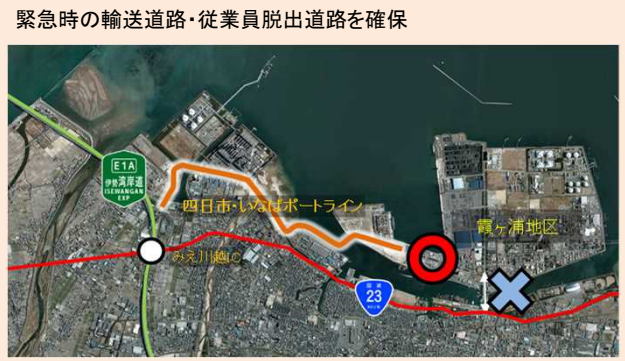 緊急時の輸送道路・従業員脱出道路を確保
E1A
伊勢湾岸道
ISEWANGAN
EXP
四日市・いなばポートライン
霞ヶ浦地区
みえ川越IC
国道
23